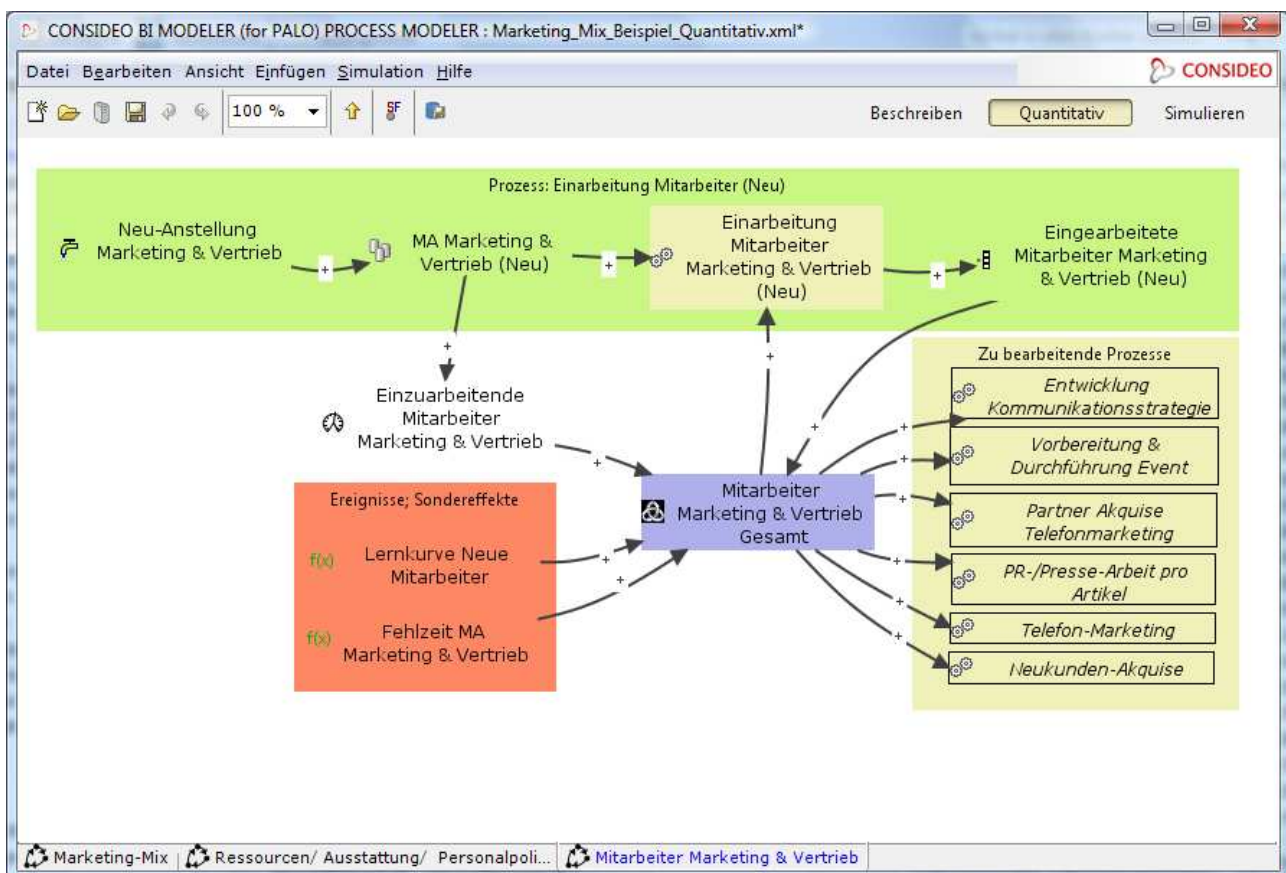 CONSIDEO BI MODELER (for PALO) PROCESS MODELER : Marketing_Mix_Beispiel_Quantitativ.xml*
Datei Bearbeiten Ansicht Einfügen Simulation Hilfe
CONSIDEO
100 %
SF
Beschreiben
Quantitativ
Simulieren
Prozess: Einarbeitung Mitarbeiter (Neu)
Neu-Anstellung
Marketing & Vertrieb
+
MA Marketing &
Vertrieb (Neu)
+
Einarbeitung
Mitarbeiter
Marketing & Vertrieb
(Neu)
+
Eingearbeitete
Mitarbeiter Marketing
& Vertrieb (Neu)
+
+
+
Einzuarbeitende
Mitarbeiter
Marketing & Vertrieb
+
Ereignisse; Sondereffekte
f(x)
Lernkurve Neue
Mitarbeiter
+
f(x)
Fehlzeit MA
Marketing & Vertrieb
+
Mitarbeiter
Marketing & Vertrieb
Gesamt
+
+
+
+
+
+
Zu bearbeitende Prozesse
Entwicklung
Kommunikationsstrategie
Vorbereitung &
Durchführung Event
Partner Akquise
Telefonmarketing
PR-/Presse-Arbeit pro
Artikel
Telefon-Marketing
Neukunden-Akquise
Marketing-Mix
Ressourcen/ Ausstattung/ Personalpoli...
Mitarbeiter Marketing & Vertrieb